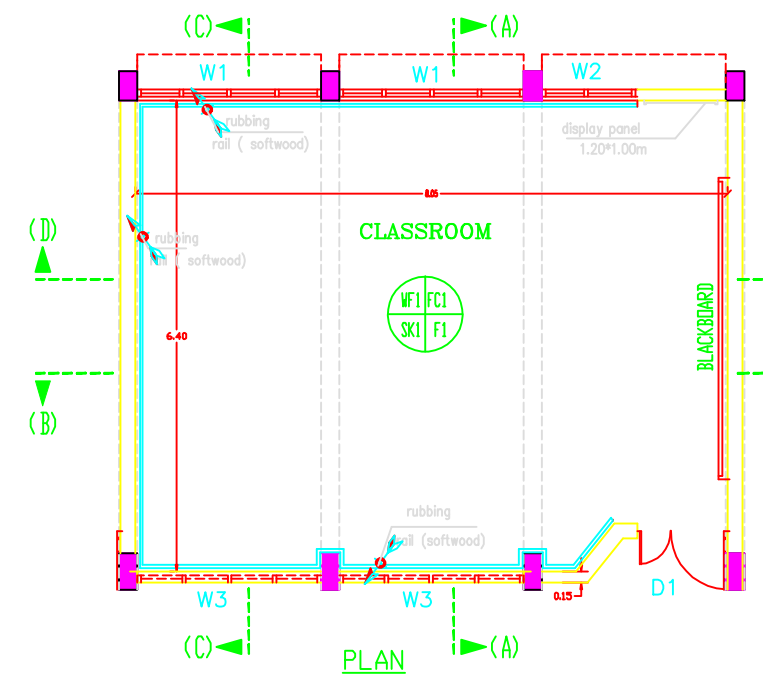 (C) (A)
W1 W1 W2
rubbing
rail ( softwood)
display panel
1.20*1.00m
8.05
(D)
rubbing
rail ( softwood)
CLASSROOM
WF1 FC1
SK1 F1
BLACKBOARD
6.40
(B)
rubbing
rail (softwood)
W3 W3 0.15 D1
(C) (A)
PLAN